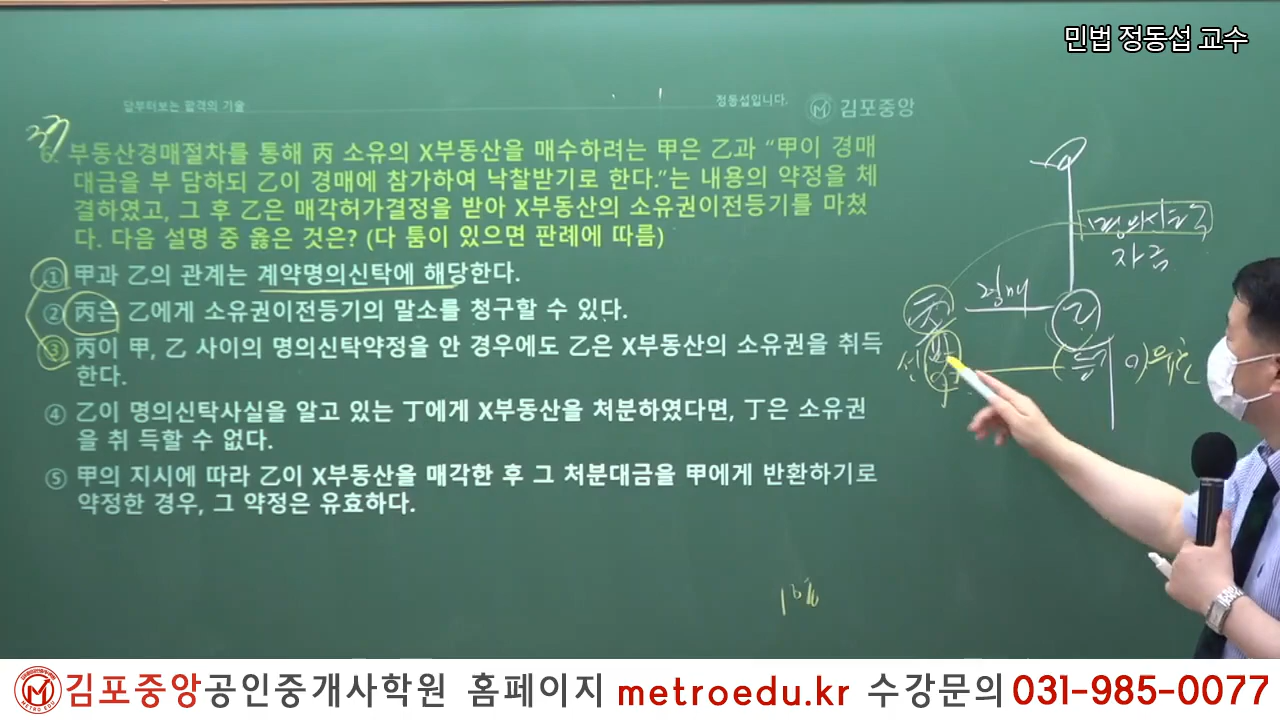 민법 정동섭 교수
답부터보는 합격의 기술
정동섭입니다.
김포중앙
37
6. 부동산경매절차를 통해 丙 소유의 X부동산을 매수하려는 甲은 乙과 “甲이 경매
대금을 부 담하되 乙이 경매에 참가하여 낙찰받기로 한다.”는 내용의 약정을 체
결하였고, 그 후 乙은 매각허가결정을 받아 X부동산의 소유권이전등기를 마쳤
다. 다음 설명 중 옳은 것은? (다 툼이 있으면 판례에 따름)
① 甲과 乙의 관계는 계약명의신탁에 해당한다.
② 丙은 乙에게 소유권이전등기의 말소를 청구할 수 있다.
③ 丙이 甲, 乙 사이의 명의신탁약정을 안 경우에도 乙은 X부동산의 소유권을 취득
한다.
④ 乙이 명의신탁사실을 알고 있는 丁에게 X부동산을 처분하였다면, 丁은 소유권
을 취 득할 수 없다.
⑤ 甲의 지시에 따라 乙이 X부동산을 매각한 후 그 처분대금을 甲에게 반환하기로
약정한 경우, 그 약정은 유효하다.
자금
경매
乙
등기
김포중앙공인중개사학원 홈페이지 metroedu.kr 수강문의 031-985-0077
METRO EDU